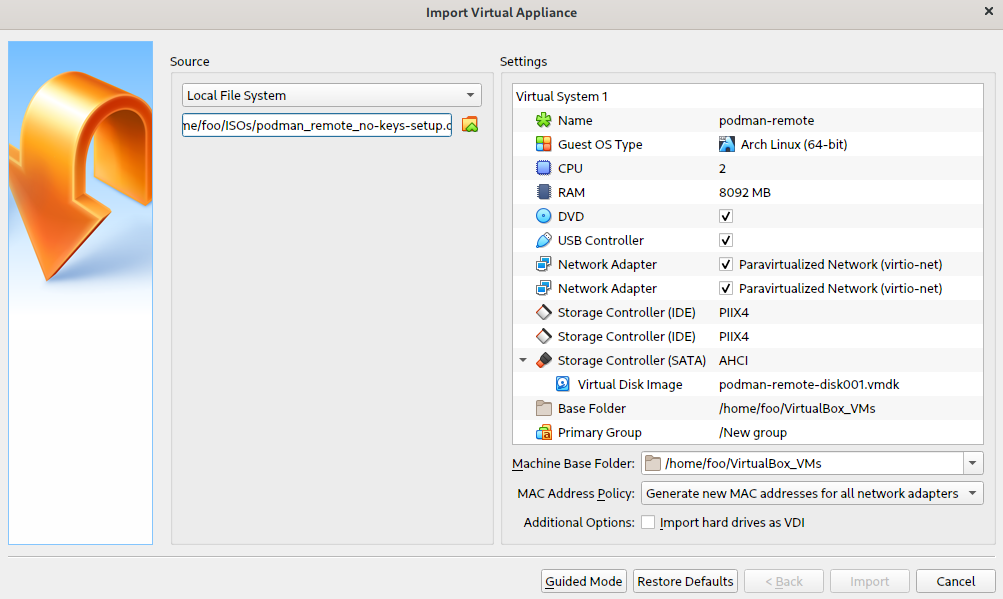 Import Virtual Appliance
Source
Local File System
me/foo/ISOs/podman_remote_no-keys-setup.o
Settings
Virtual System 1
Name podman-remote
Guest OS Type Arch Linux (64-bit)
CPU 2
RAM 8092 MB
DVD
USB Controller
Network Adapter Paravirtualized Network (virtio-net)
Network Adapter Paravirtualized Network (virtio-net)
Storage Controller (IDE) PIIX4
Storage Controller (IDE) PIIX4
Storage Controller (SATA) AHCI
Virtual Disk Image podman-remote-disk001.vmdk
Base Folder /home/foo/VirtualBox_VMs
Primary Group /New group
Machine Base Folder: /home/foo/VirtualBox_VMs
MAC Address Policy: Generate new MAC addresses for all network adapters
Additional Options: Import hard drives as VDI
Guided Mode Restore Defaults < Back Import Cancel